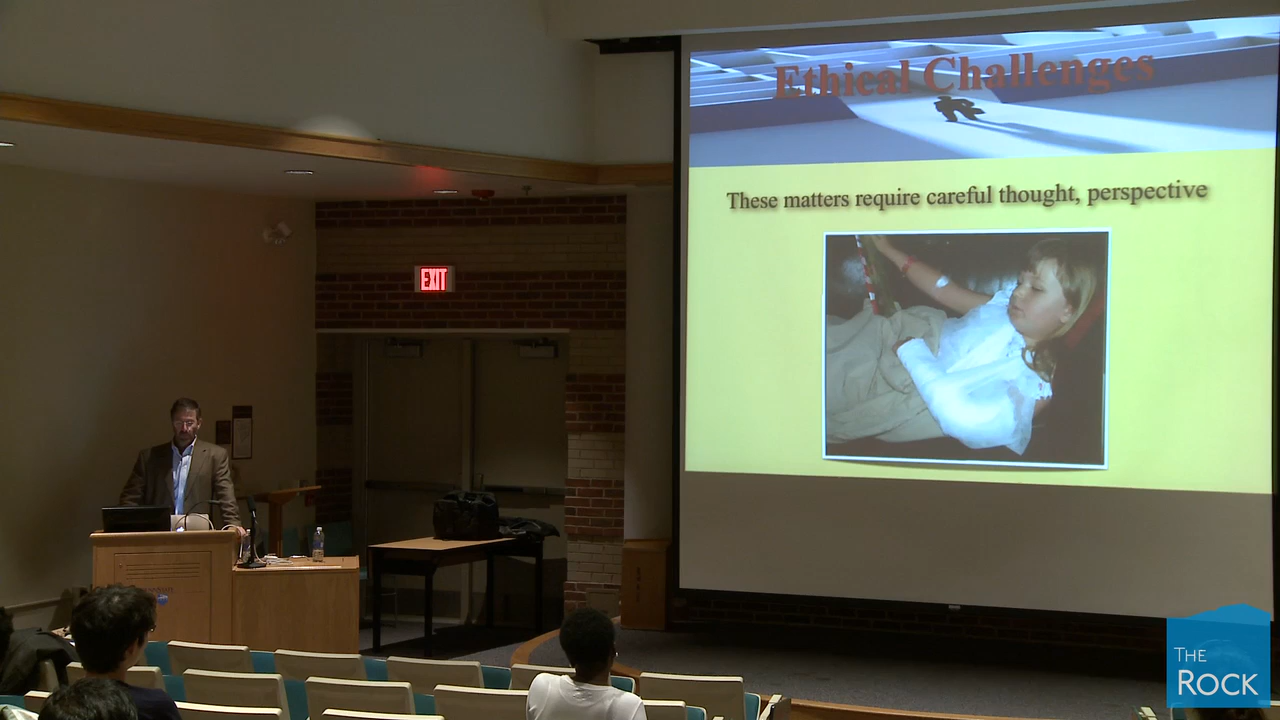 Ethical Challenges
These matters require careful thought, perspective
EXIT
THE
ROCK